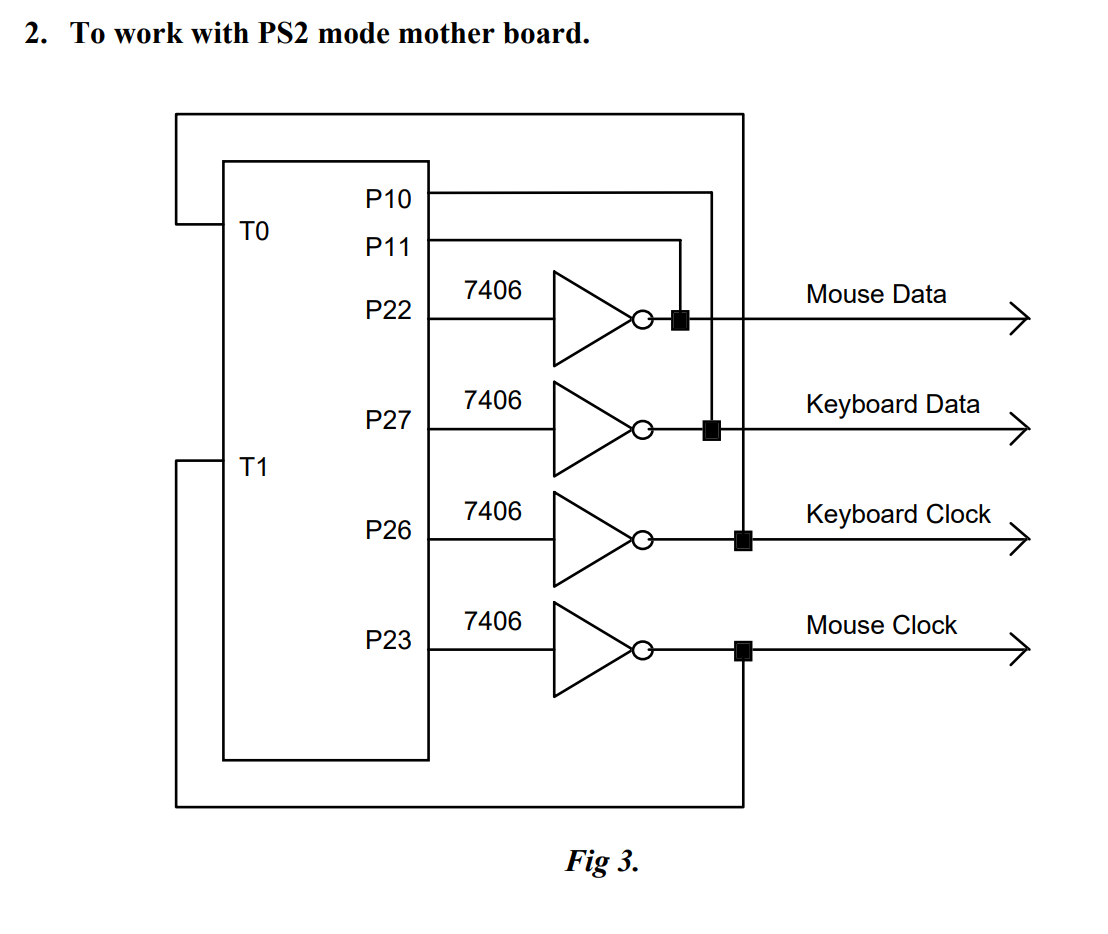 2. To work with PS2 mode mother board.
P10
T0
P11
7406
Mouse Data
P22
7406
Keyboard Data
P27
T1
7406
Keyboard Clock
P26
7406
Mouse Clock
P23
Fig 3.